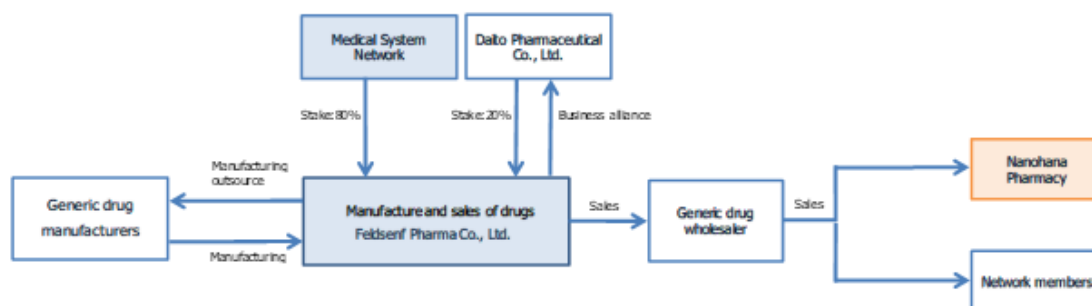 Medical System
Network
Daito Pharmaceutical
Co., Ltd.
Stake: 80%
Stake: 20%
Business alliance
Manufacturing
outsource
Generic drug
manufacturers
Manufacturing
Manufacture and sales of drugs
Feldsenf Pharma Co., Ltd.
Sales
Generic drug
wholesaler
Sales
Nanohana
Pharmacy
Network members